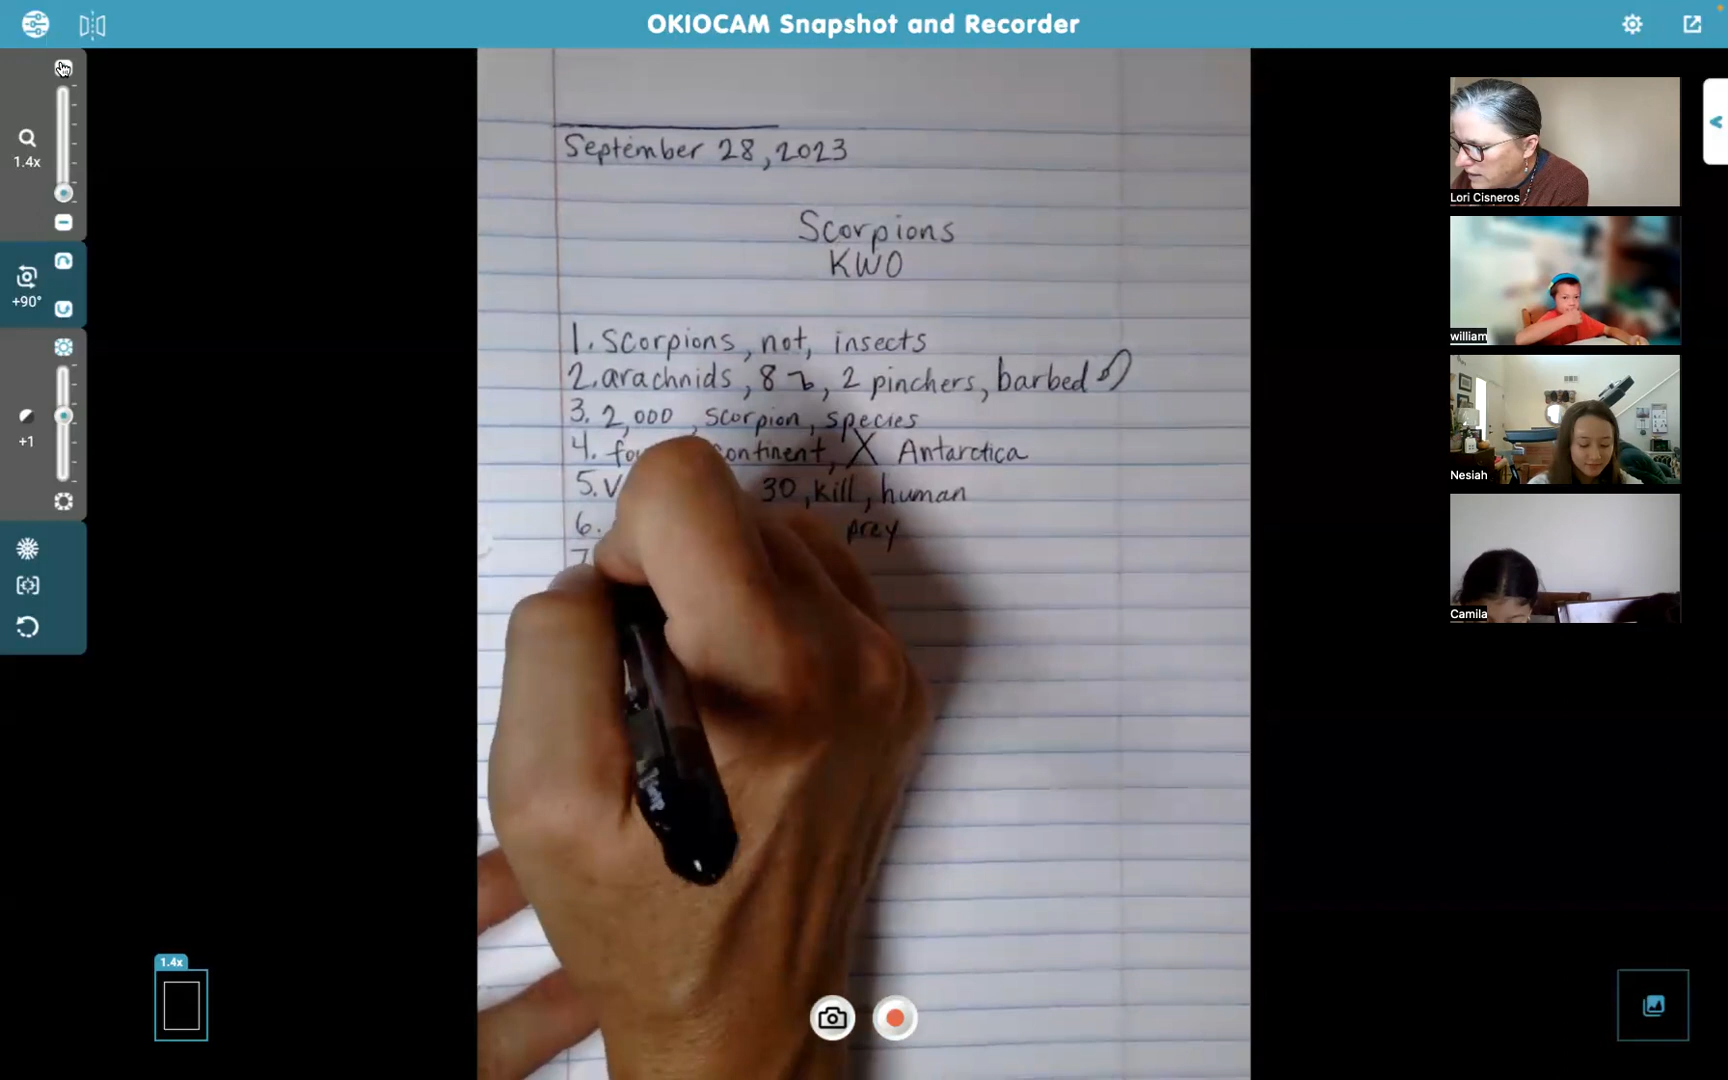 OKIOCAM Snapshot and Recorder
1.4x
+90°
+1
September 28, 2023
Scorpions
KWO
1. scorpions, not, insects
2. arachnids, 8, 2 pinchers, barbed
3. 2,000, scorpion, species
4. continent, X Antarctica
5. 30, kill, human
6. prey
7
Lori Cisneros
william
Nesiah
Camila
1.4x